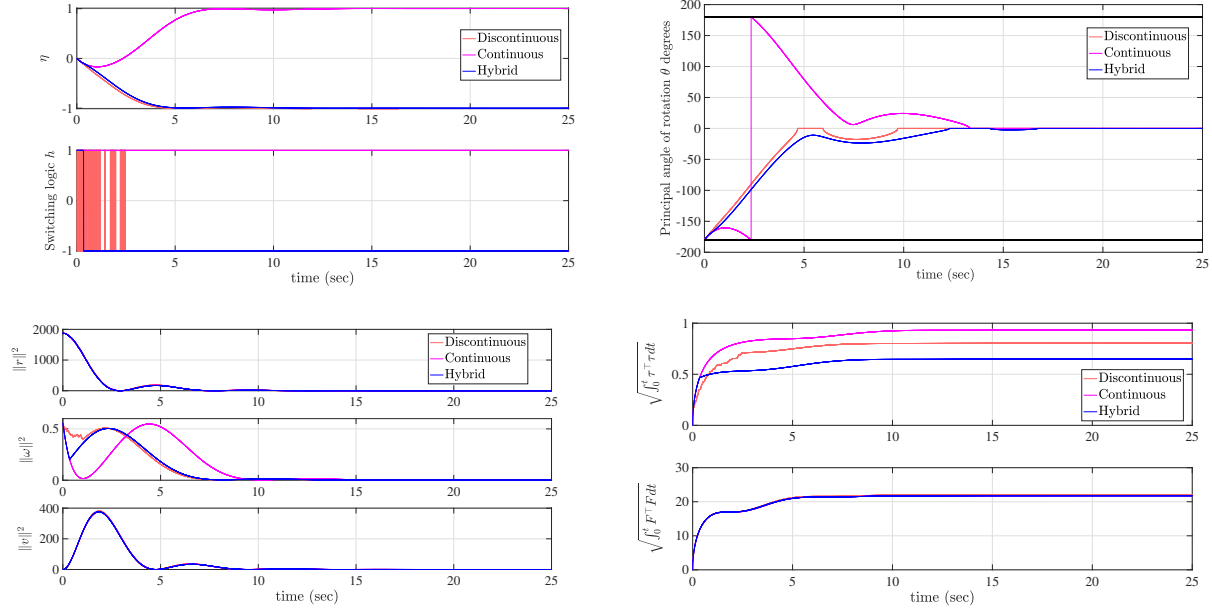 1
0
-1
η
0 5 10 15 20 25
Discontinuous
Continuous
Hybrid
1
0
-1
Switching logic h
0 5 10 15 20 25
time (sec)
200
150
100
50
0
-50
-100
-150
-200
Principal angle of rotation θ degrees
0 5 10 15 20 25
time (sec)
Discontinuous
Continuous
Hybrid
2000
1000
0
‖r‖²
0 5 10 15 20 25
Discontinuous
Continuous
Hybrid
0.5
0
‖ω‖²
0 5 10 15 20 25
400
200
0
‖v‖²
0 5 10 15 20 25
time (sec)
1
0.5
0
√∫₀ᵗ τ⊤τdt
0 5 10 15 20 25
Discontinuous
Continuous
Hybrid
30
20
10
0
√∫₀ᵗ F⊤Fdt
0 5 10 15 20 25
time (sec)